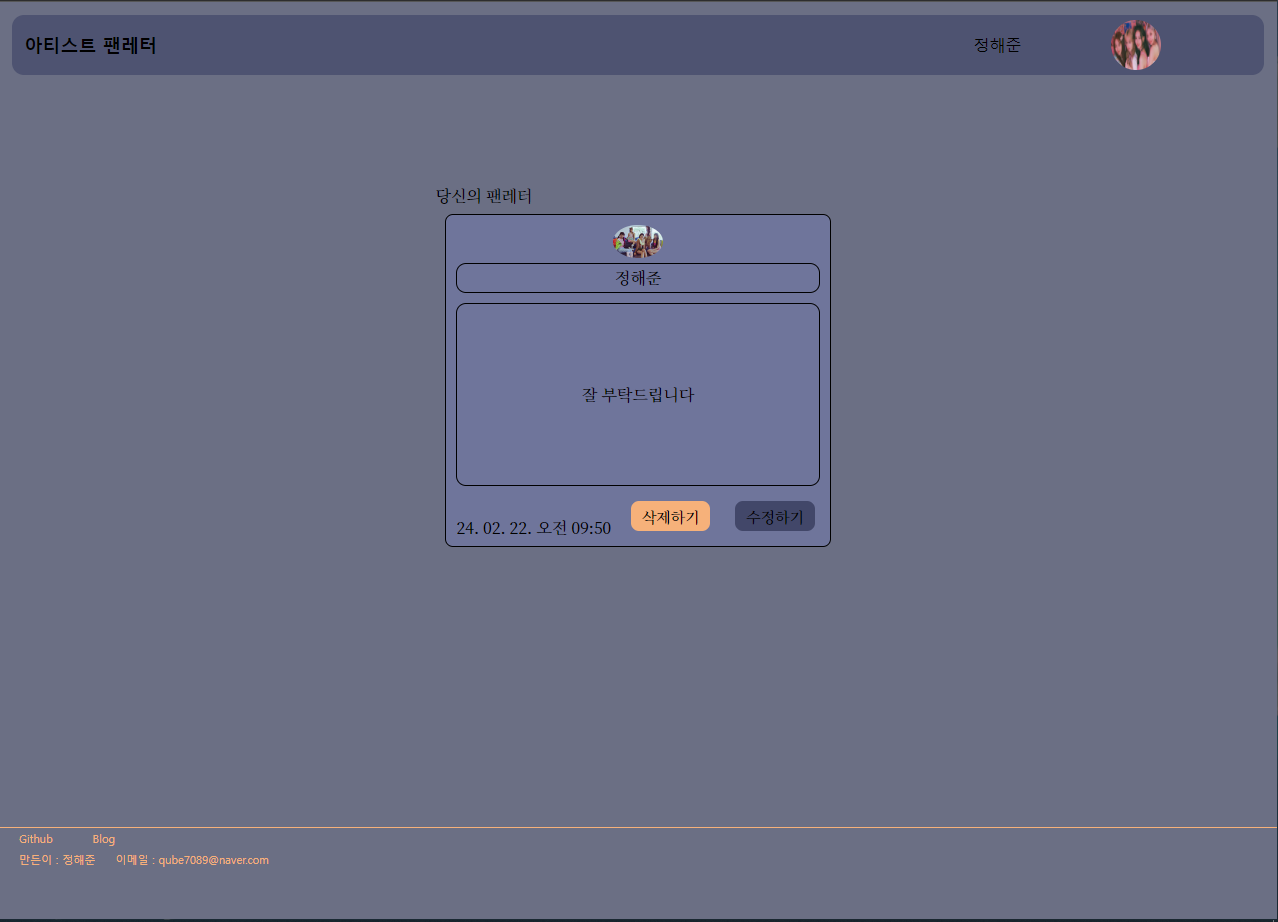 아티스트 팬레터
정해준
당신의 팬레터
정해준
잘 부탁드립니다
24. 02. 22. 오전 09:50 삭제하기 수정하기
Github Blog
만든이 : 정해준 이메일 : qube7089@naver.com